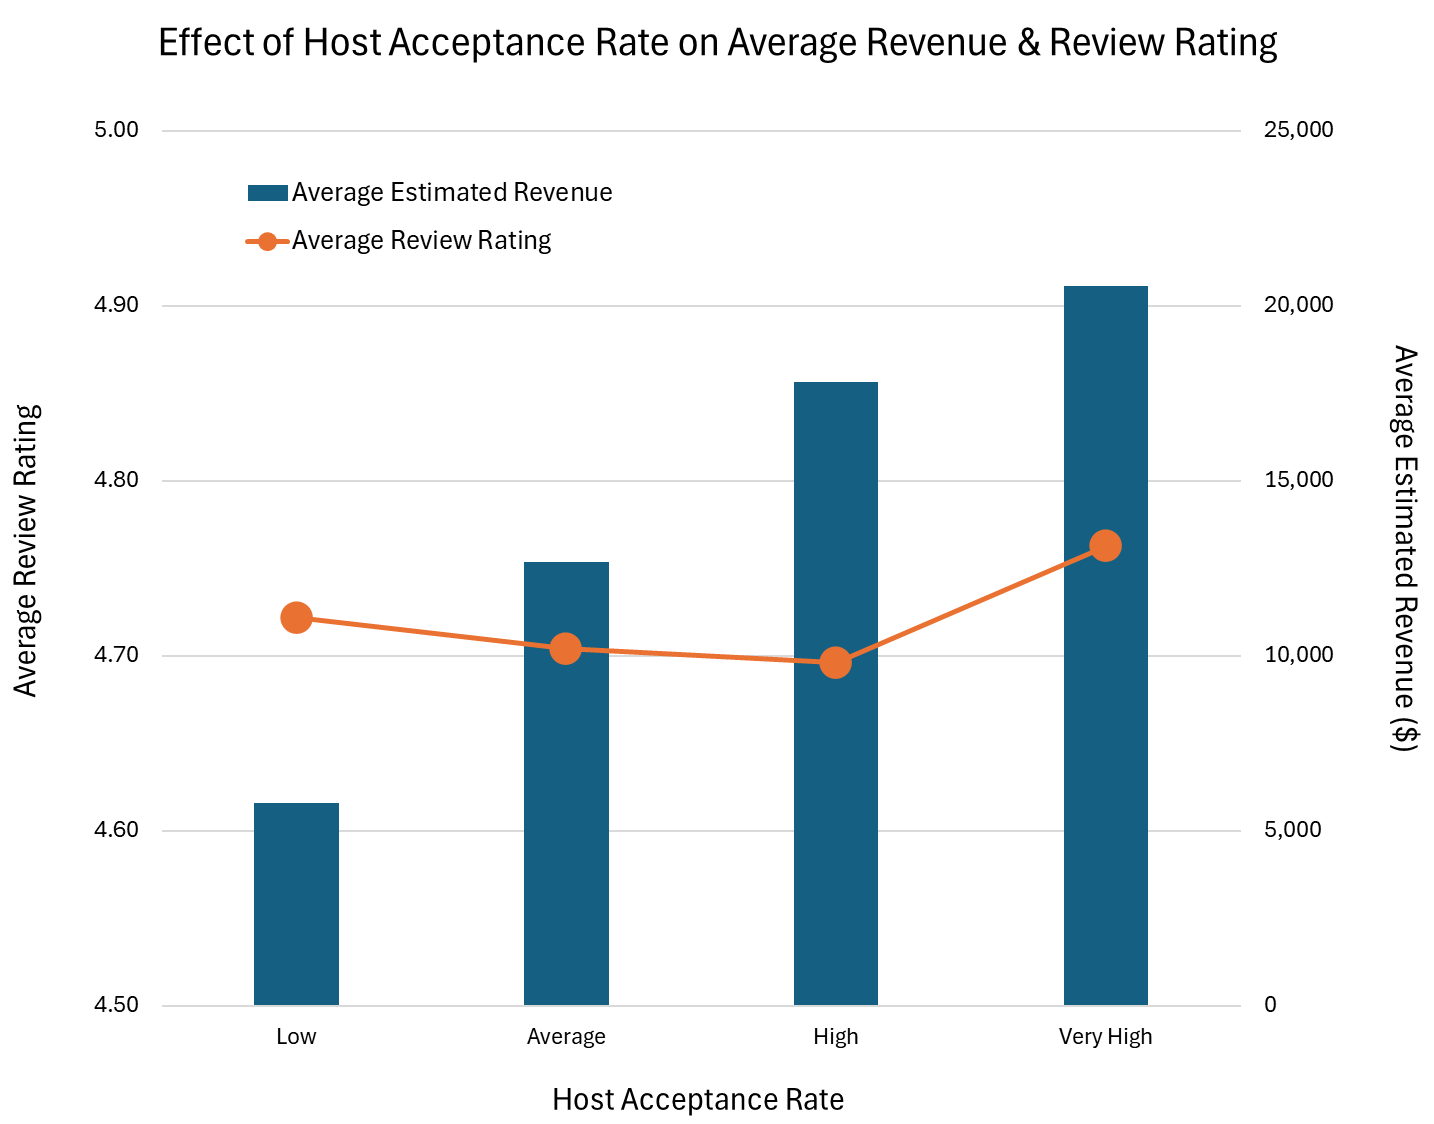 Effect of Host Acceptance Rate on Average Revenue & Review Rating
5.00
25,000
Average Estimated Revenue
Average Review Rating
4.90
20,000
4.80
15,000
4.70
10,000
4.60
5,000
4.50
0
Average Review Rating
Average Estimated Revenue ($)
Low
Average
High
Very High
Host Acceptance Rate